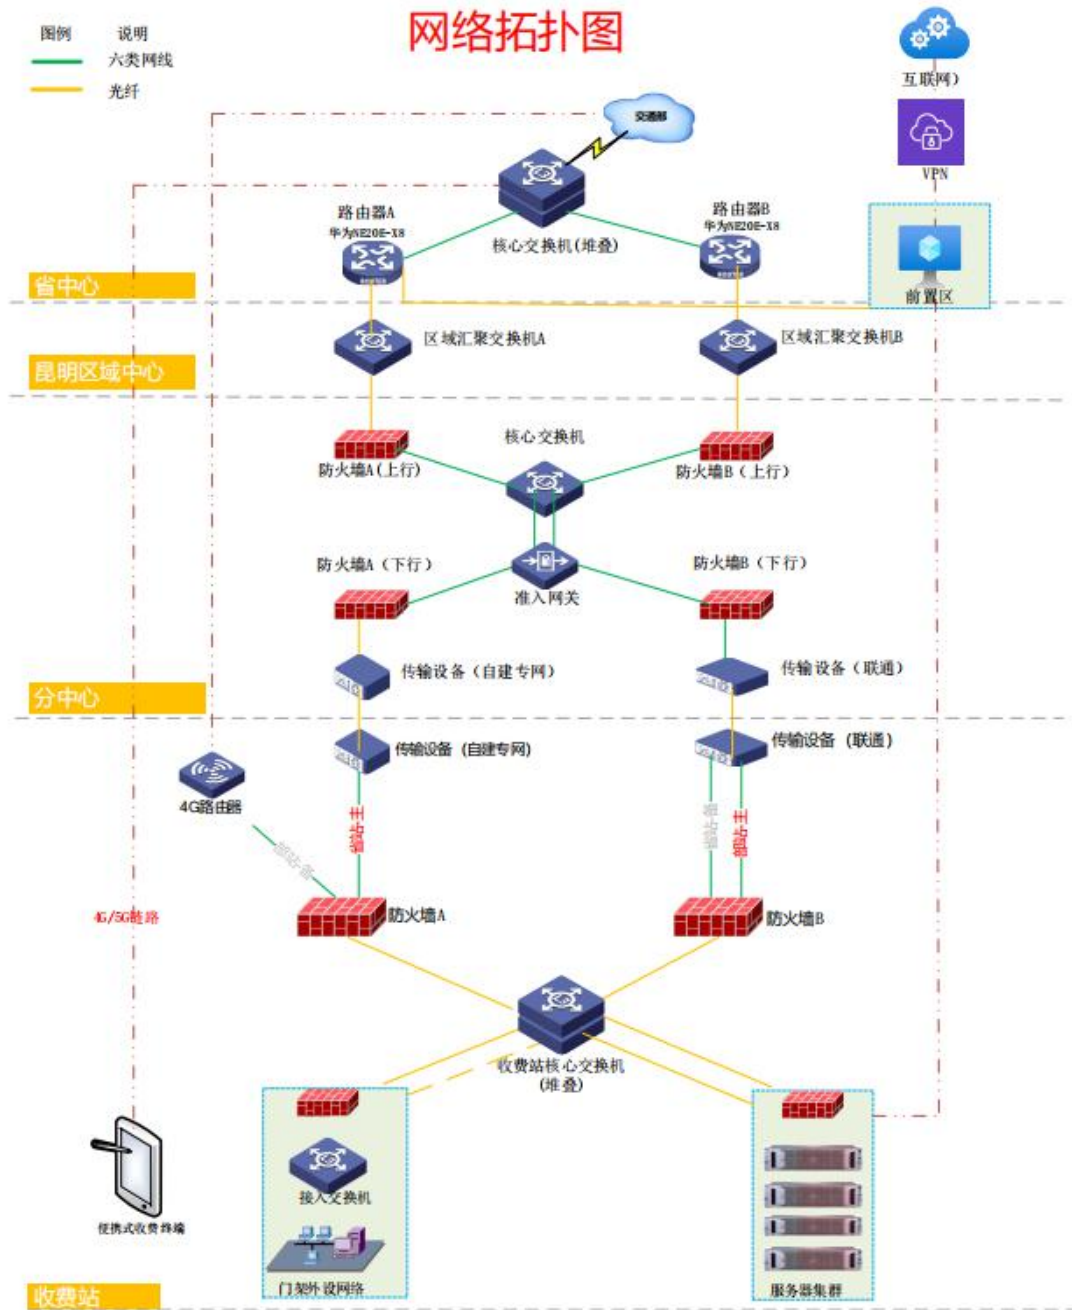 网络拓扑图
图例 说明
六类网线
光纤
互联网）
交通部
VPN
路由器A
华为NE20E-X8
路由器B
华为NE20E-X8
核心交换机(堆叠)
省中心
前置区
区域汇聚交换机A
区域汇聚交换机B
昆明区域中心
核心交换机
防火墙A(上行)
防火墙B（上行）
防火墙A（下行）
防火墙B（下行）
准入网关
传输设备（自建专网）
传输设备（联通）
分中心
传输设备（自建专网）
传输设备（联通）
4G路由器
省站主
省站备
部站主
部站备
4G/5G链路
防火墙A
防火墙B
收费站核心交换机
(堆叠)
接入交换机
便携式收费终端
门架外设网络
服务器集群
收费站